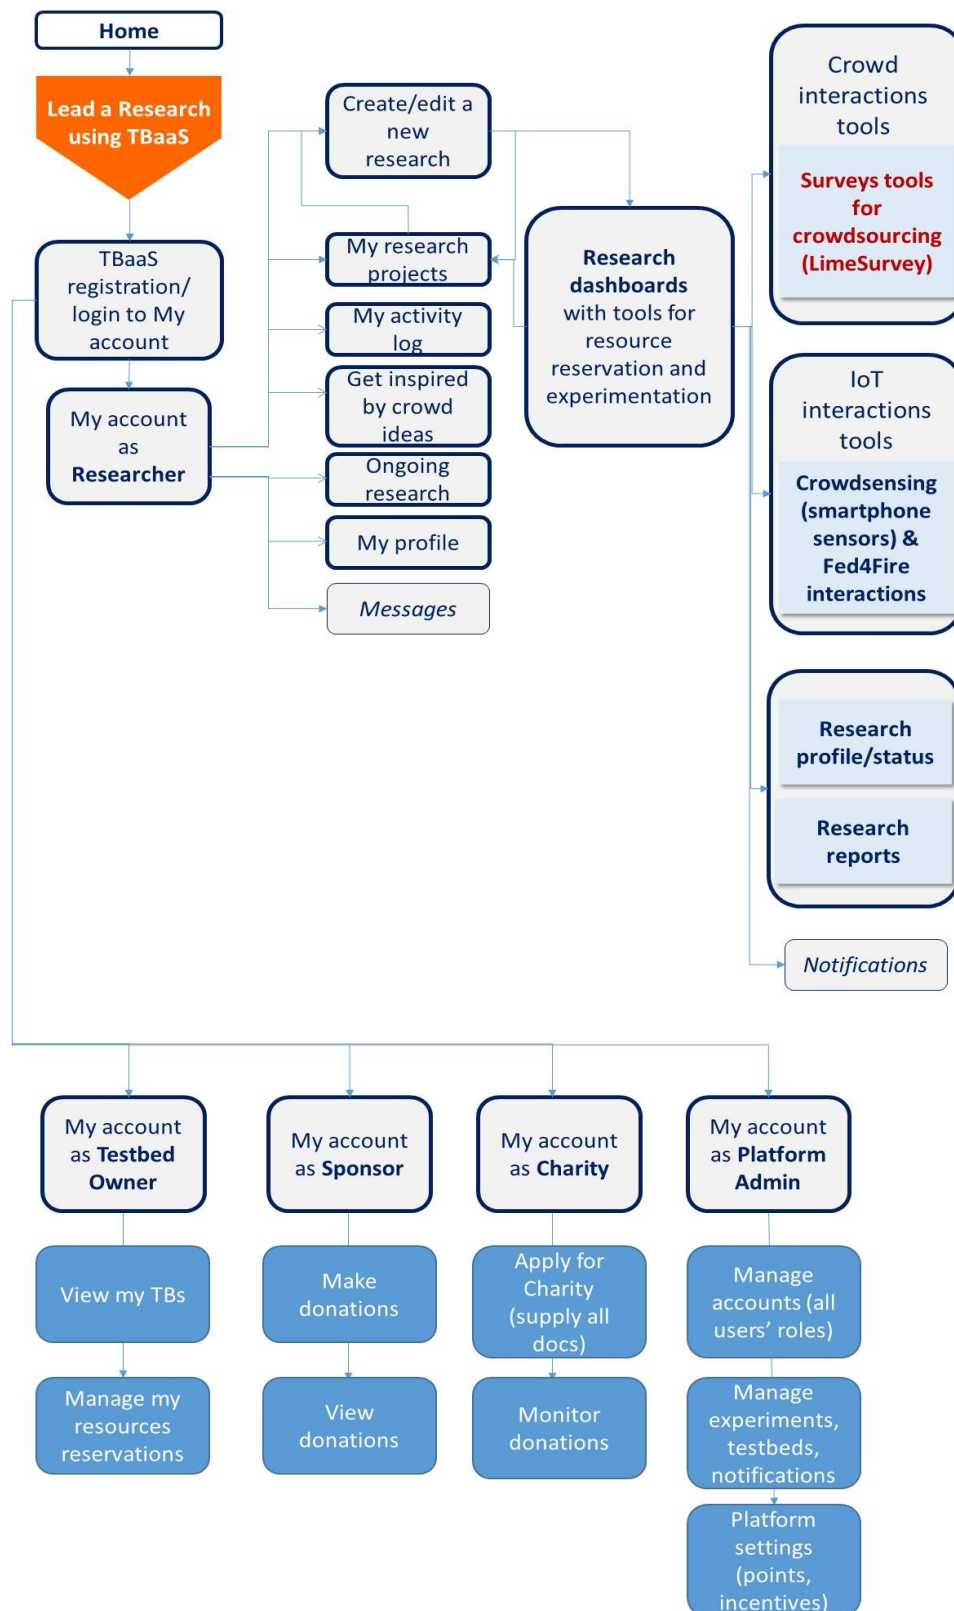 Home
Lead a Research
using TBaaS
TBaaS
registration/
login to My
account
My account
as
Researcher
Create/edit a
new
research
My research
projects
My activity
log
Get inspired
by crowd
ideas
Ongoing
research
My profile
Messages
Research
dashboards
with tools for
resource
reservation and
experimentation
Crowd
interactions
tools
Surveys tools
for
crowdsourcing
(LimeSurvey)
IoT
interactions
tools
Crowdsensing
(smartphone
sensors) &
Fed4Fire
interactions
Research
profile/status
Research
reports
Notifications
My account
as Testbed
Owner
View my TBs
Manage my
resources
reservations
My account
as Sponsor
Make
donations
View
donations
My account
as Charity
Apply for
Charity
(supply all
docs)
Monitor
donations
My account
as Platform
Admin
Manage
accounts (all
users’ roles)
Manage
experiments,
testbeds,
notifications
Platform
settings
(points,
incentives)